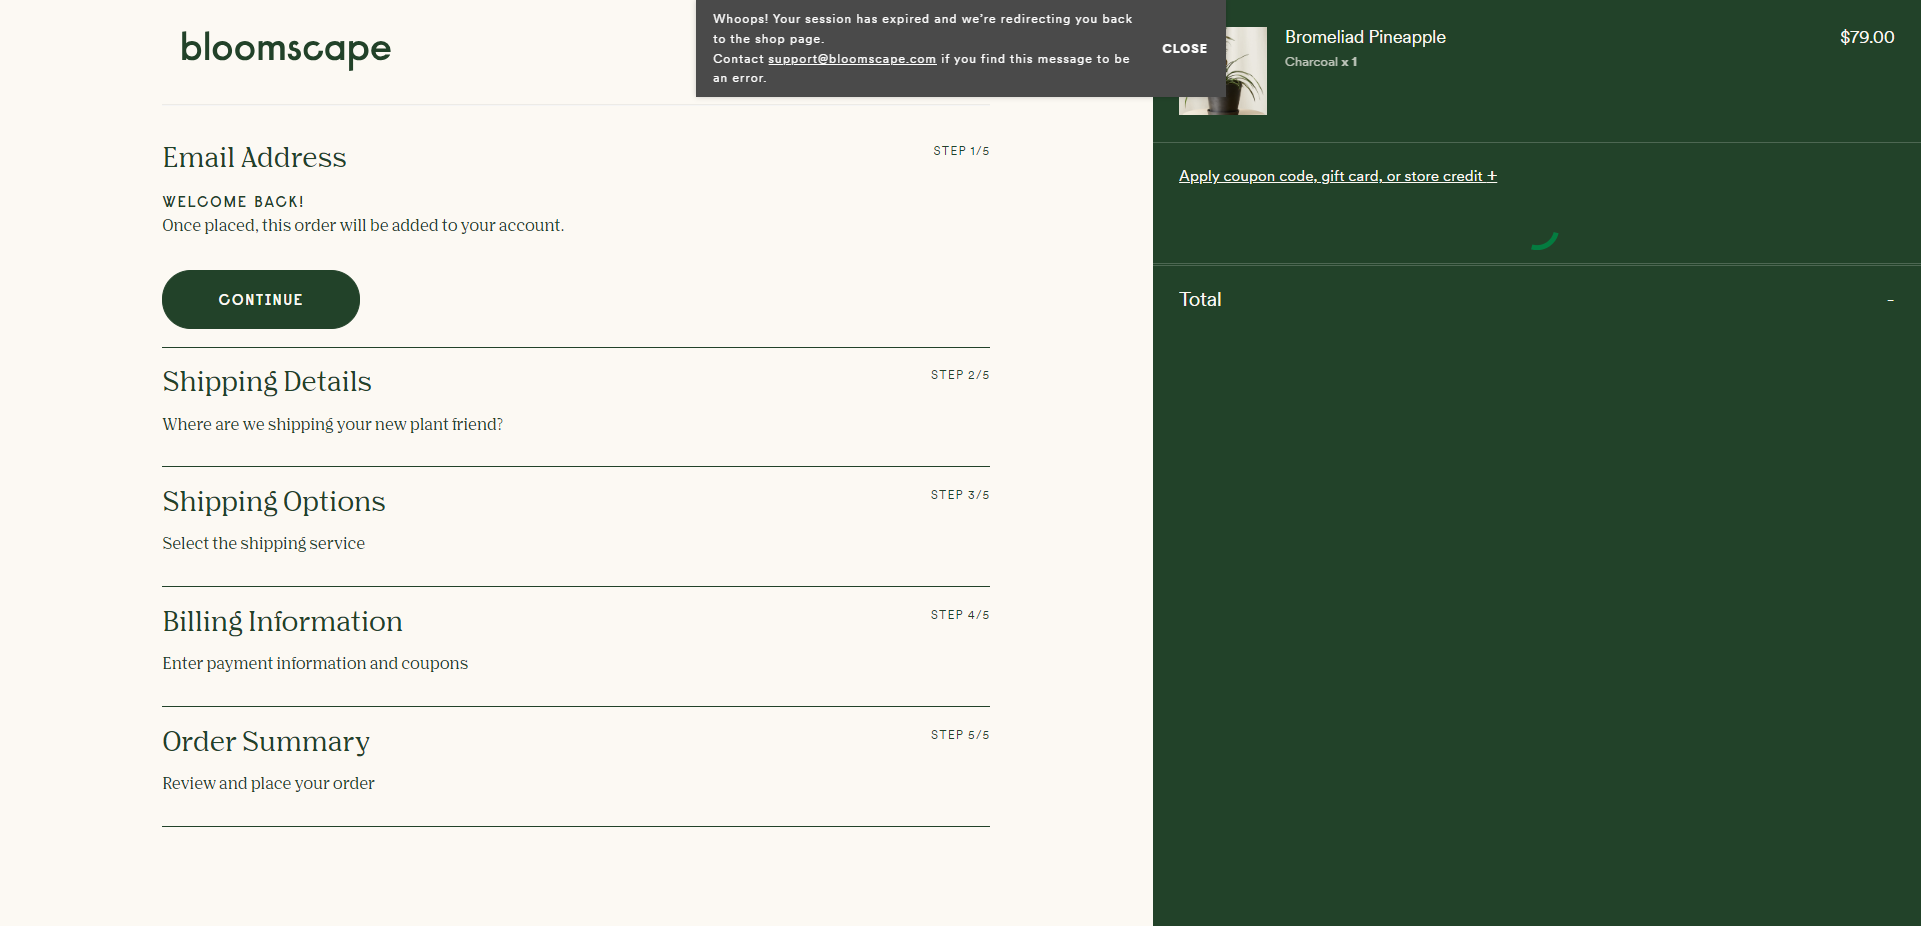 bloomscape
Whoops! Your session has expired and we're redirecting you back
to the shop page.
Contact support@bloomscape.com if you find this message to be
an error.
CLOSE
Email Address
STEP 1/5
WELCOME BACK!
Once placed, this order will be added to your account.
CONTINUE
Shipping Details
STEP 2/5
Where are we shipping your new plant friend?
Shipping Options
STEP 3/5
Select the shipping service
Billing Information
STEP 4/5
Enter payment information and coupons
Order Summary
STEP 5/5
Review and place your order
Bromeliad Pineapple
$79.00
Charcoal x 1
Apply coupon code, gift card, or store credit +
Total
-